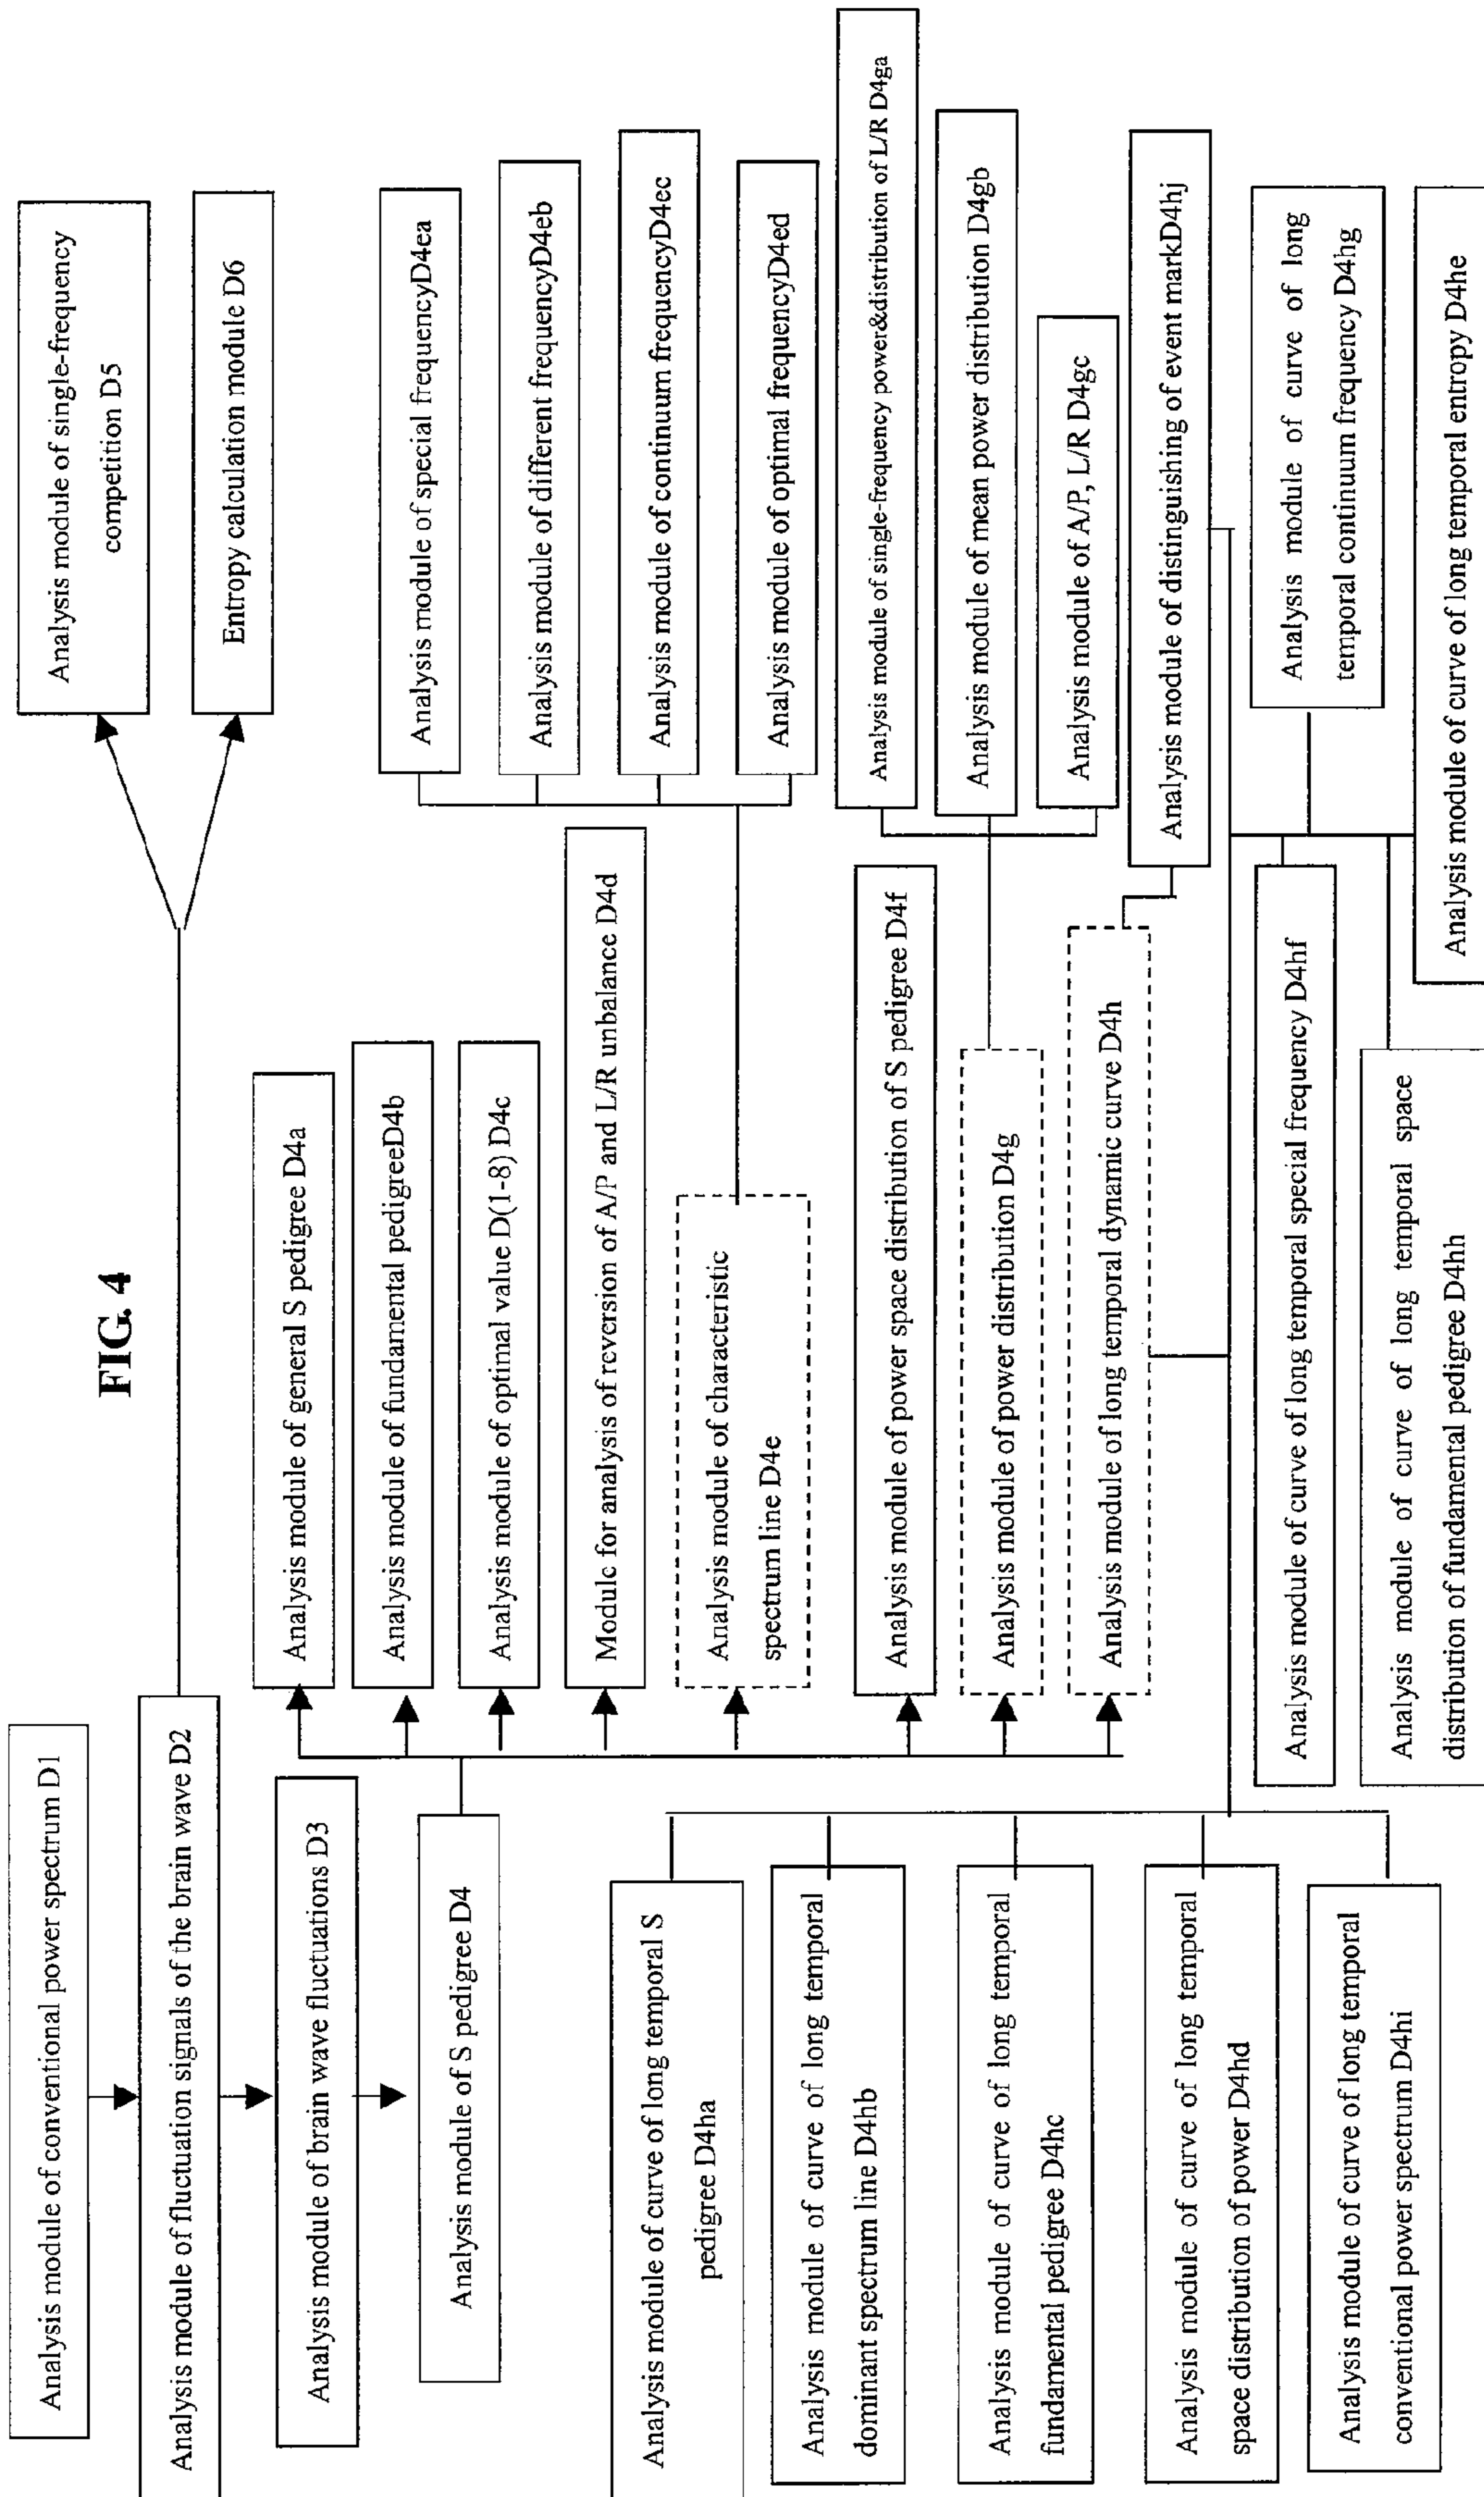 FIG. 4
Analysis module of conventional power spectrum D1
Analysis module of fluctuation signals of the brain wave D2
Analysis module of brain wave fluctuations D3
Analysis module of S pedigree D4
Analysis module of single-frequency
competition D5
Entropy calculation module D6
Analysis module of general S pedigree D4a
Analysis module of fundamental pedigreeD4b
Analysis module of optimal value D(1-8) D4c
Module for analysis of reversion of A/P and L/R unbalance D4d
Analysis module of characteristic
spectrum line D4e
Analysis module of power space distribution of S pedigree D4f
Analysis module of power distribution D4g
Analysis module of long temporal dynamic curve D4h
Analysis module of special frequencyD4ea
Analysis module of different frequencyD4eb
Analysis module of continuum frequencyD4ec
Analysis module of optimal frequencyD4ed
Analysis module of single-frequency power&distribution of L/R D4ga
Analysis module of mean power distribution D4gb
Analysis module of A/P, L/R D4gc
Analysis module of distinguishing of event markD4hj
Analysis module of curve of long temporal S
pedigree D4ha
Analysis module of curve of long temporal
dominant spectrum line D4hb
Analysis module of curve of long temporal
fundamental pedigree D4hc
Analysis module of curve of long temporal
space distribution of power D4hd
Analysis module of curve of long temporal
conventional power spectrum D4hi
Analysis module of curve of long temporal special frequency D4hf
Analysis module of curve of long temporal space
distribution of fundamental pedigree D4hh
Analysis module of curve of long
temporal continuum frequency D4hg
Analysis module of curve of long temporal entropy D4he